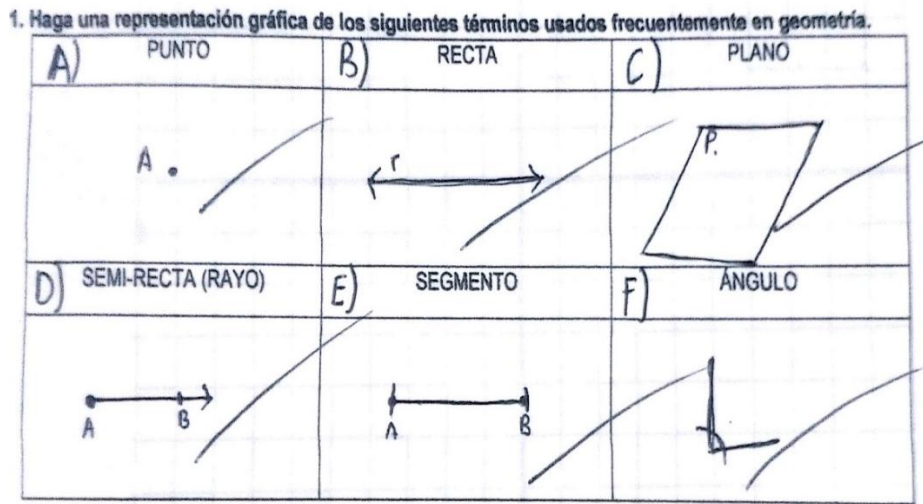 1. Haga una representación gráfica de los siguientes términos usados frecuentemente en geometría.
A) PUNTO
B) RECTA
C) PLANO
A
r
P.
D) SEMI-RECTA (RAYO)
E) SEGMENTO
F) ÁNGULO
A B
A B